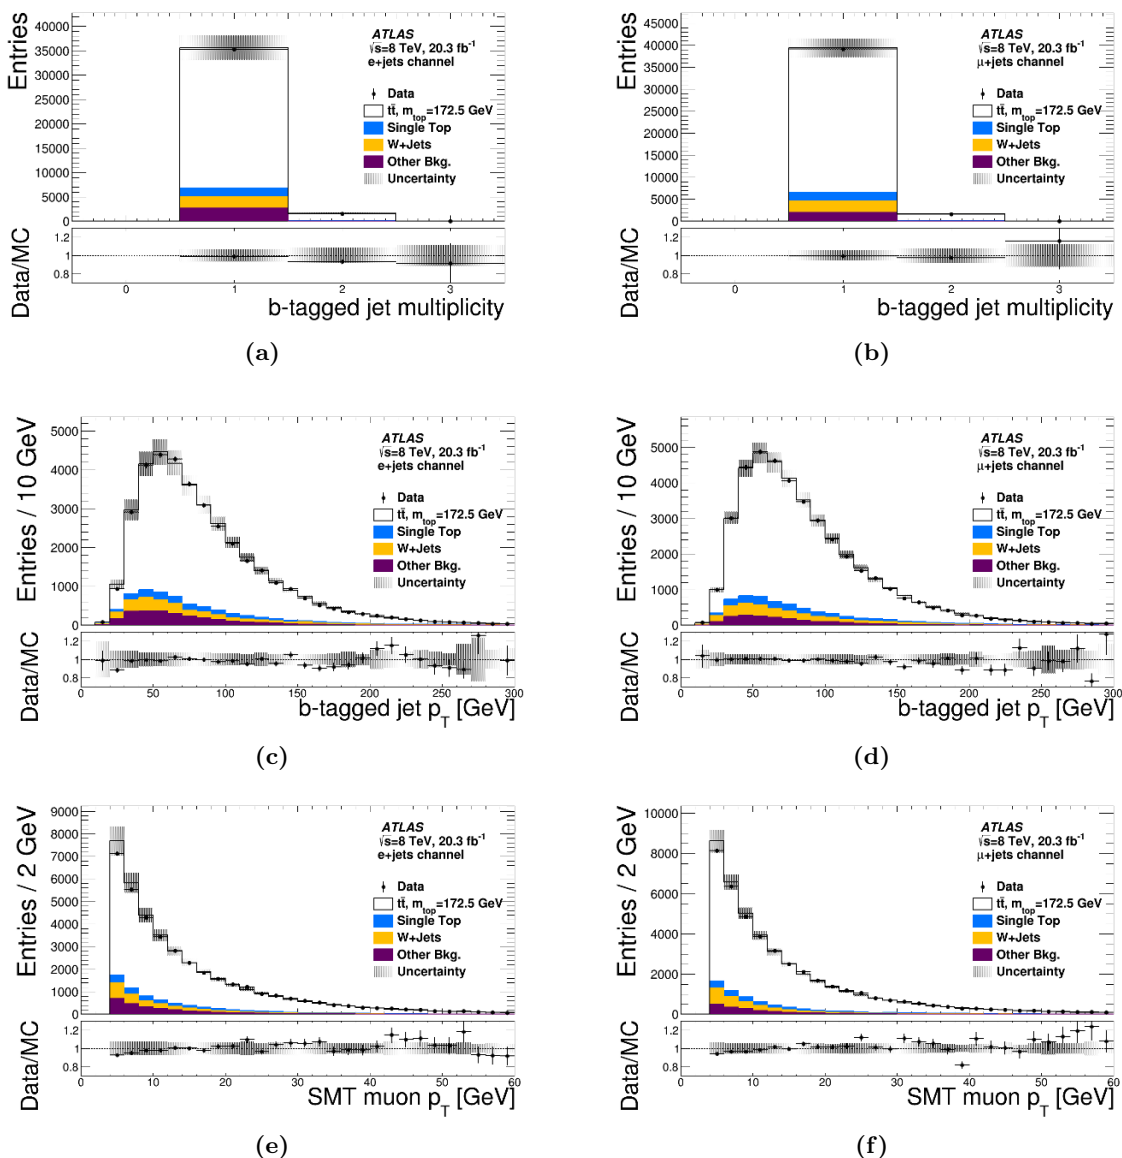 Entries
40000
35000
30000
25000
20000
15000
10000
5000
0
ATLAS
√s=8 TeV, 20.3 fb⁻¹
e+jets channel
Data
tt̄, m_top=172.5 GeV
Single Top
W+Jets
Other Bkg.
Uncertainty
Data/MC
1.2
1
0.8
0 1 2 3
b-tagged jet multiplicity
(a)
Entries
45000
40000
35000
30000
25000
20000
15000
10000
5000
0
ATLAS
√s=8 TeV, 20.3 fb⁻¹
μ+jets channel
Data
tt̄, m_top=172.5 GeV
Single Top
W+Jets
Other Bkg.
Uncertainty
Data/MC
1.2
1
0.8
0 1 2 3
b-tagged jet multiplicity
(b)
Entries / 10 GeV
5000
4000
3000
2000
1000
0
ATLAS
√s=8 TeV, 20.3 fb⁻¹
e+jets channel
Data
tt̄, m_top=172.5 GeV
Single Top
W+Jets
Other Bkg.
Uncertainty
Data/MC
1.2
1
0.8
0 50 100 150 200 250 300
b-tagged jet p_T [GeV]
(c)
Entries / 10 GeV
5000
4000
3000
2000
1000
0
ATLAS
√s=8 TeV, 20.3 fb⁻¹
μ+jets channel
Data
tt̄, m_top=172.5 GeV
Single Top
W+Jets
Other Bkg.
Uncertainty
Data/MC
1.2
1
0.8
0 50 100 150 200 250 300
b-tagged jet p_T [GeV]
(d)
Entries / 2 GeV
9000
8000
7000
6000
5000
4000
3000
2000
1000
0
ATLAS
√s=8 TeV, 20.3 fb⁻¹
e+jets channel
Data
tt̄, m_top=172.5 GeV
Single Top
W+Jets
Other Bkg.
Uncertainty
Data/MC
1.2
1
0.8
0 10 20 30 40 50 60
SMT muon p_T [GeV]
(e)
Entries / 2 GeV
10000
8000
6000
4000
2000
0
ATLAS
√s=8 TeV, 20.3 fb⁻¹
μ+jets channel
Data
tt̄, m_top=172.5 GeV
Single Top
W+Jets
Other Bkg.
Uncertainty
Data/MC
1.2
1
0.8
0 10 20 30 40 50 60
SMT muon p_T [GeV]
(f)